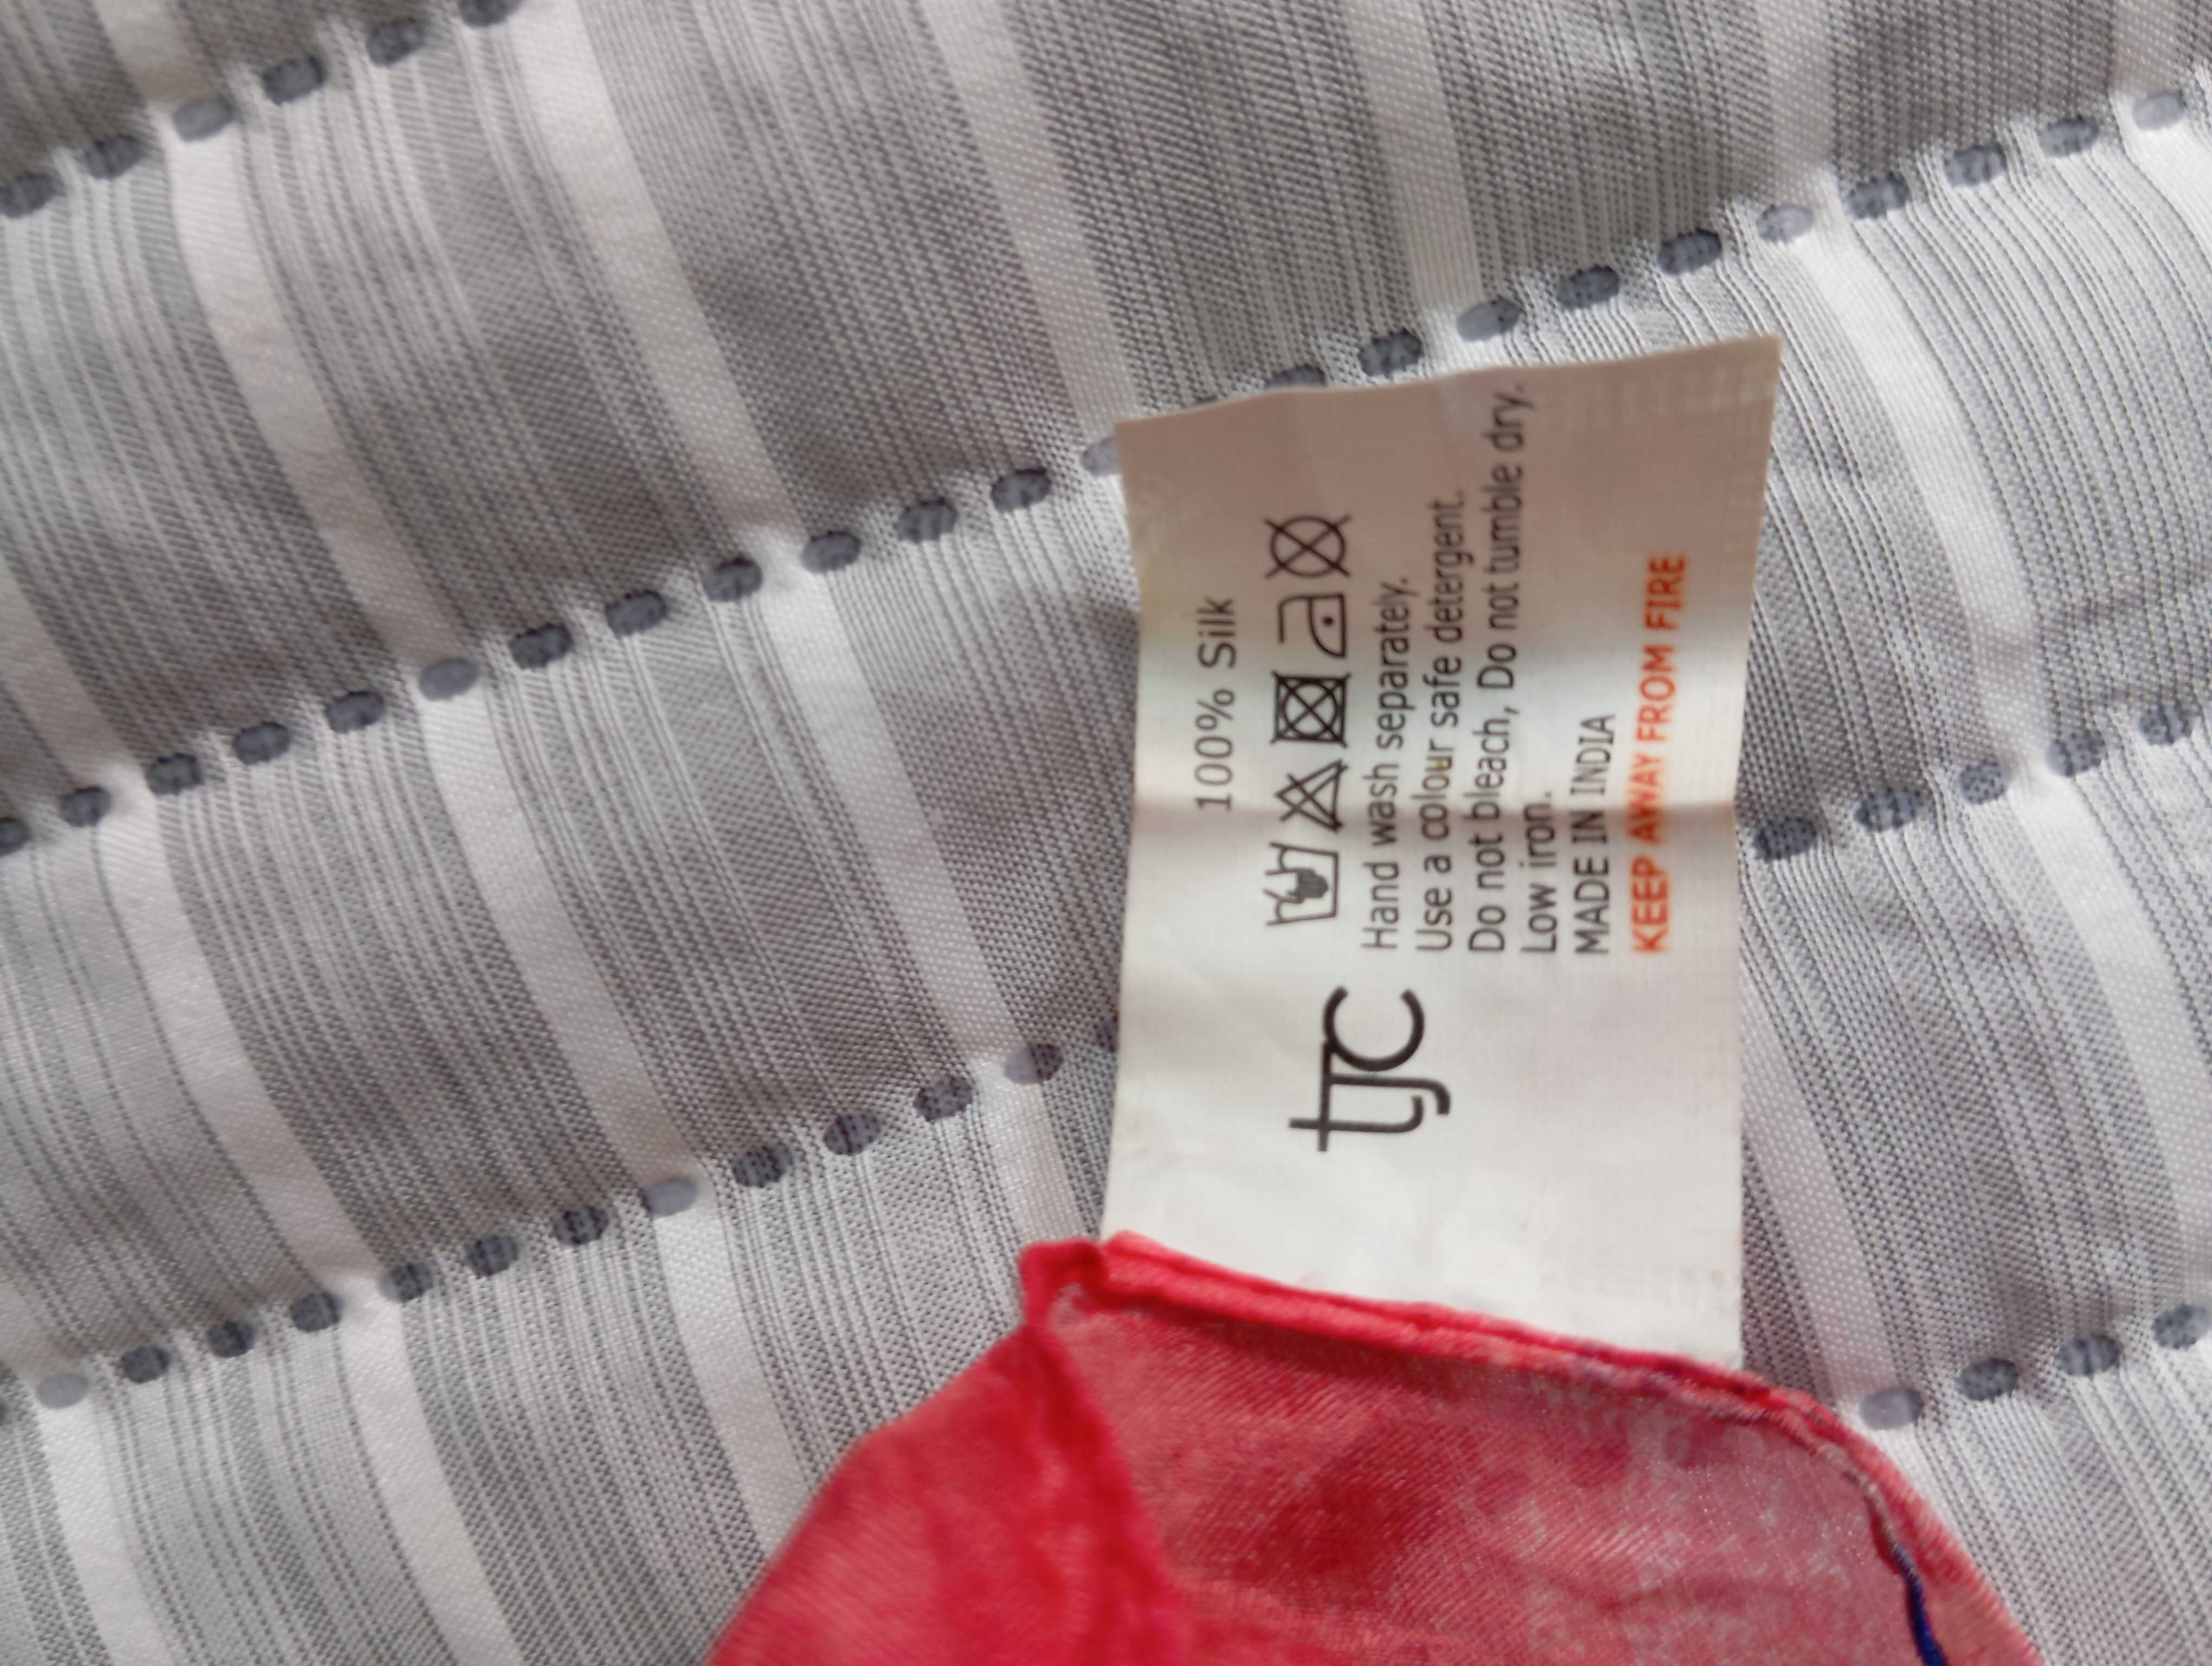 tjc
100% Silk
Hand wash separately.
Use a colour safe detergent.
Do not bleach, Do not tumble dry.
Low iron.
MADE IN INDIA
KEEP AWAY FROM FIRE